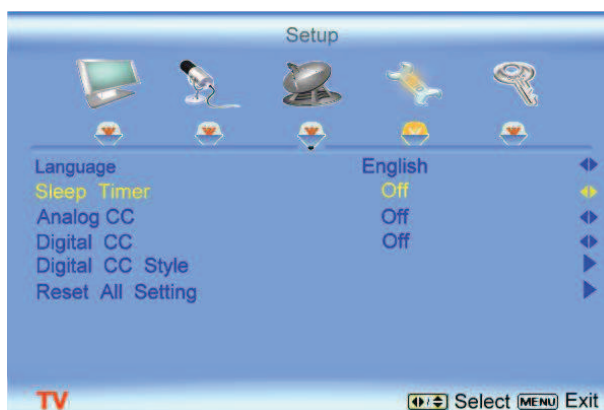 Setup
Language English
Sleep Timer Off
Analog CC Off
Digital CC Off
Digital CC Style
Reset All Setting
TV Select MENU Exit